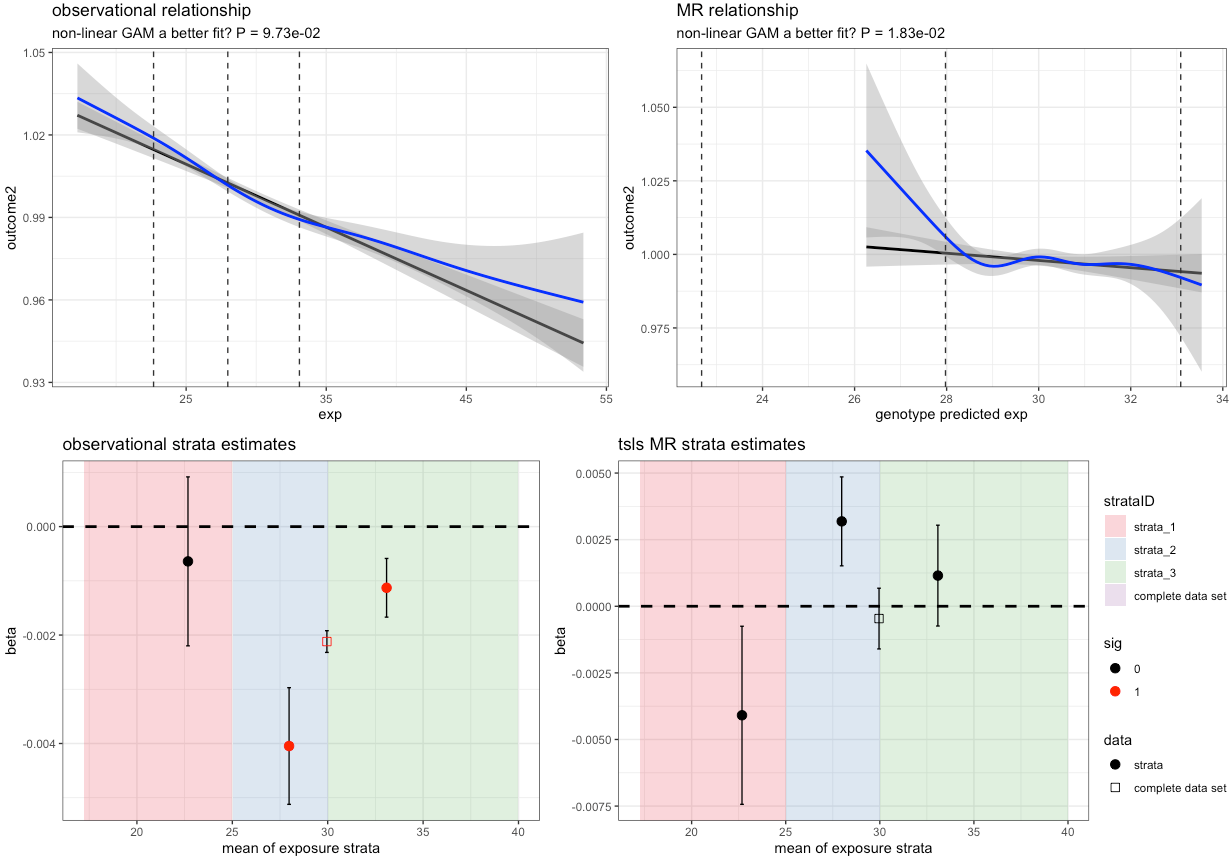 observational relationship
non-linear GAM a better fit? P = 9.73e-02
1.05
1.02
0.99
0.96
0.93
outcome2
25
35
45
55
exp
MR relationship
non-linear GAM a better fit? P = 1.83e-02
1.050
1.025
1.000
0.975
outcome2
24
26
28
30
32
34
genotype predicted exp
observational strata estimates
0.000
-0.002
-0.004
beta
20
25
30
35
40
mean of exposure strata
tsls MR strata estimates
0.0050
0.0025
0.0000
-0.0025
-0.0050
-0.0075
beta
20
25
30
35
40
mean of exposure strata
strataID
strata_1
strata_2
strata_3
complete data set
sig
0
1
data
strata
complete data set